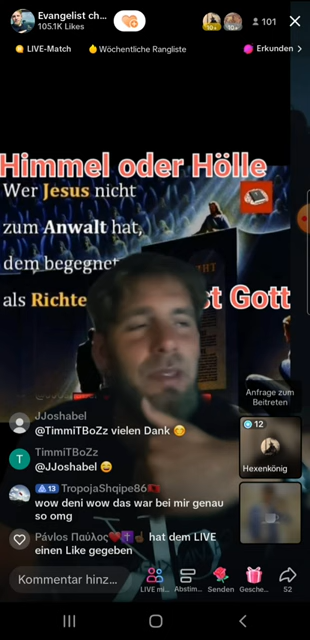 Evangelist ch...
105.1K Likes
10+
10+
101
LIVE-Match
Wöchentliche Rangliste
Erkunden
Himmel oder Hölle
Wer Jesus nicht
zum Anwalt hat,
dem begegnet
als Richte
st Gott
Anfrage zum
Beitreten
12
Hexenkönig
JJoshabel
@TimmiTBoZz vielen Dank 😊
T
TimmiTBoZz
@JJoshabel 😅
13 TropojaShqipe86🇦🇱
wow deni wow das war bei mir genau
so omg
Pávlos Παύλος❤️✝️☝🏾 hat dem LIVE
einen Like gegeben
Kommentar hinz...
LIVE mi...
Abstim...
Senden
Gesche...
52